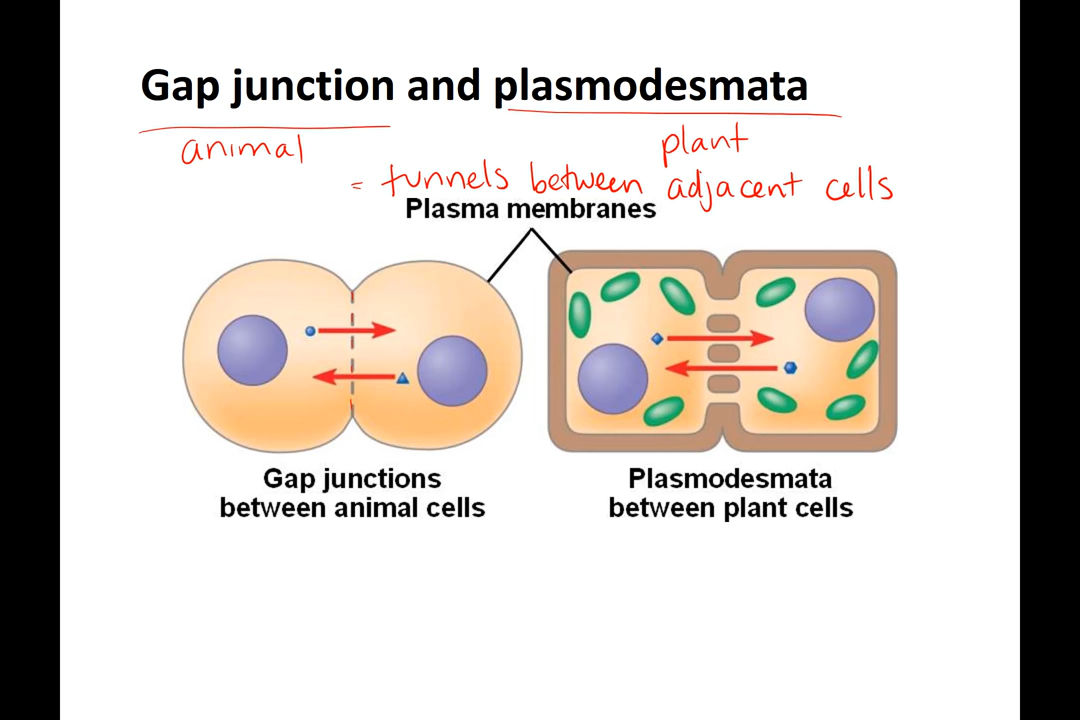 Gap junction and plasmodesmata
animal
plant
= tunnels between adjacent cells
Plasma membranes
Gap junctions
between animal cells
Plasmodesmata
between plant cells